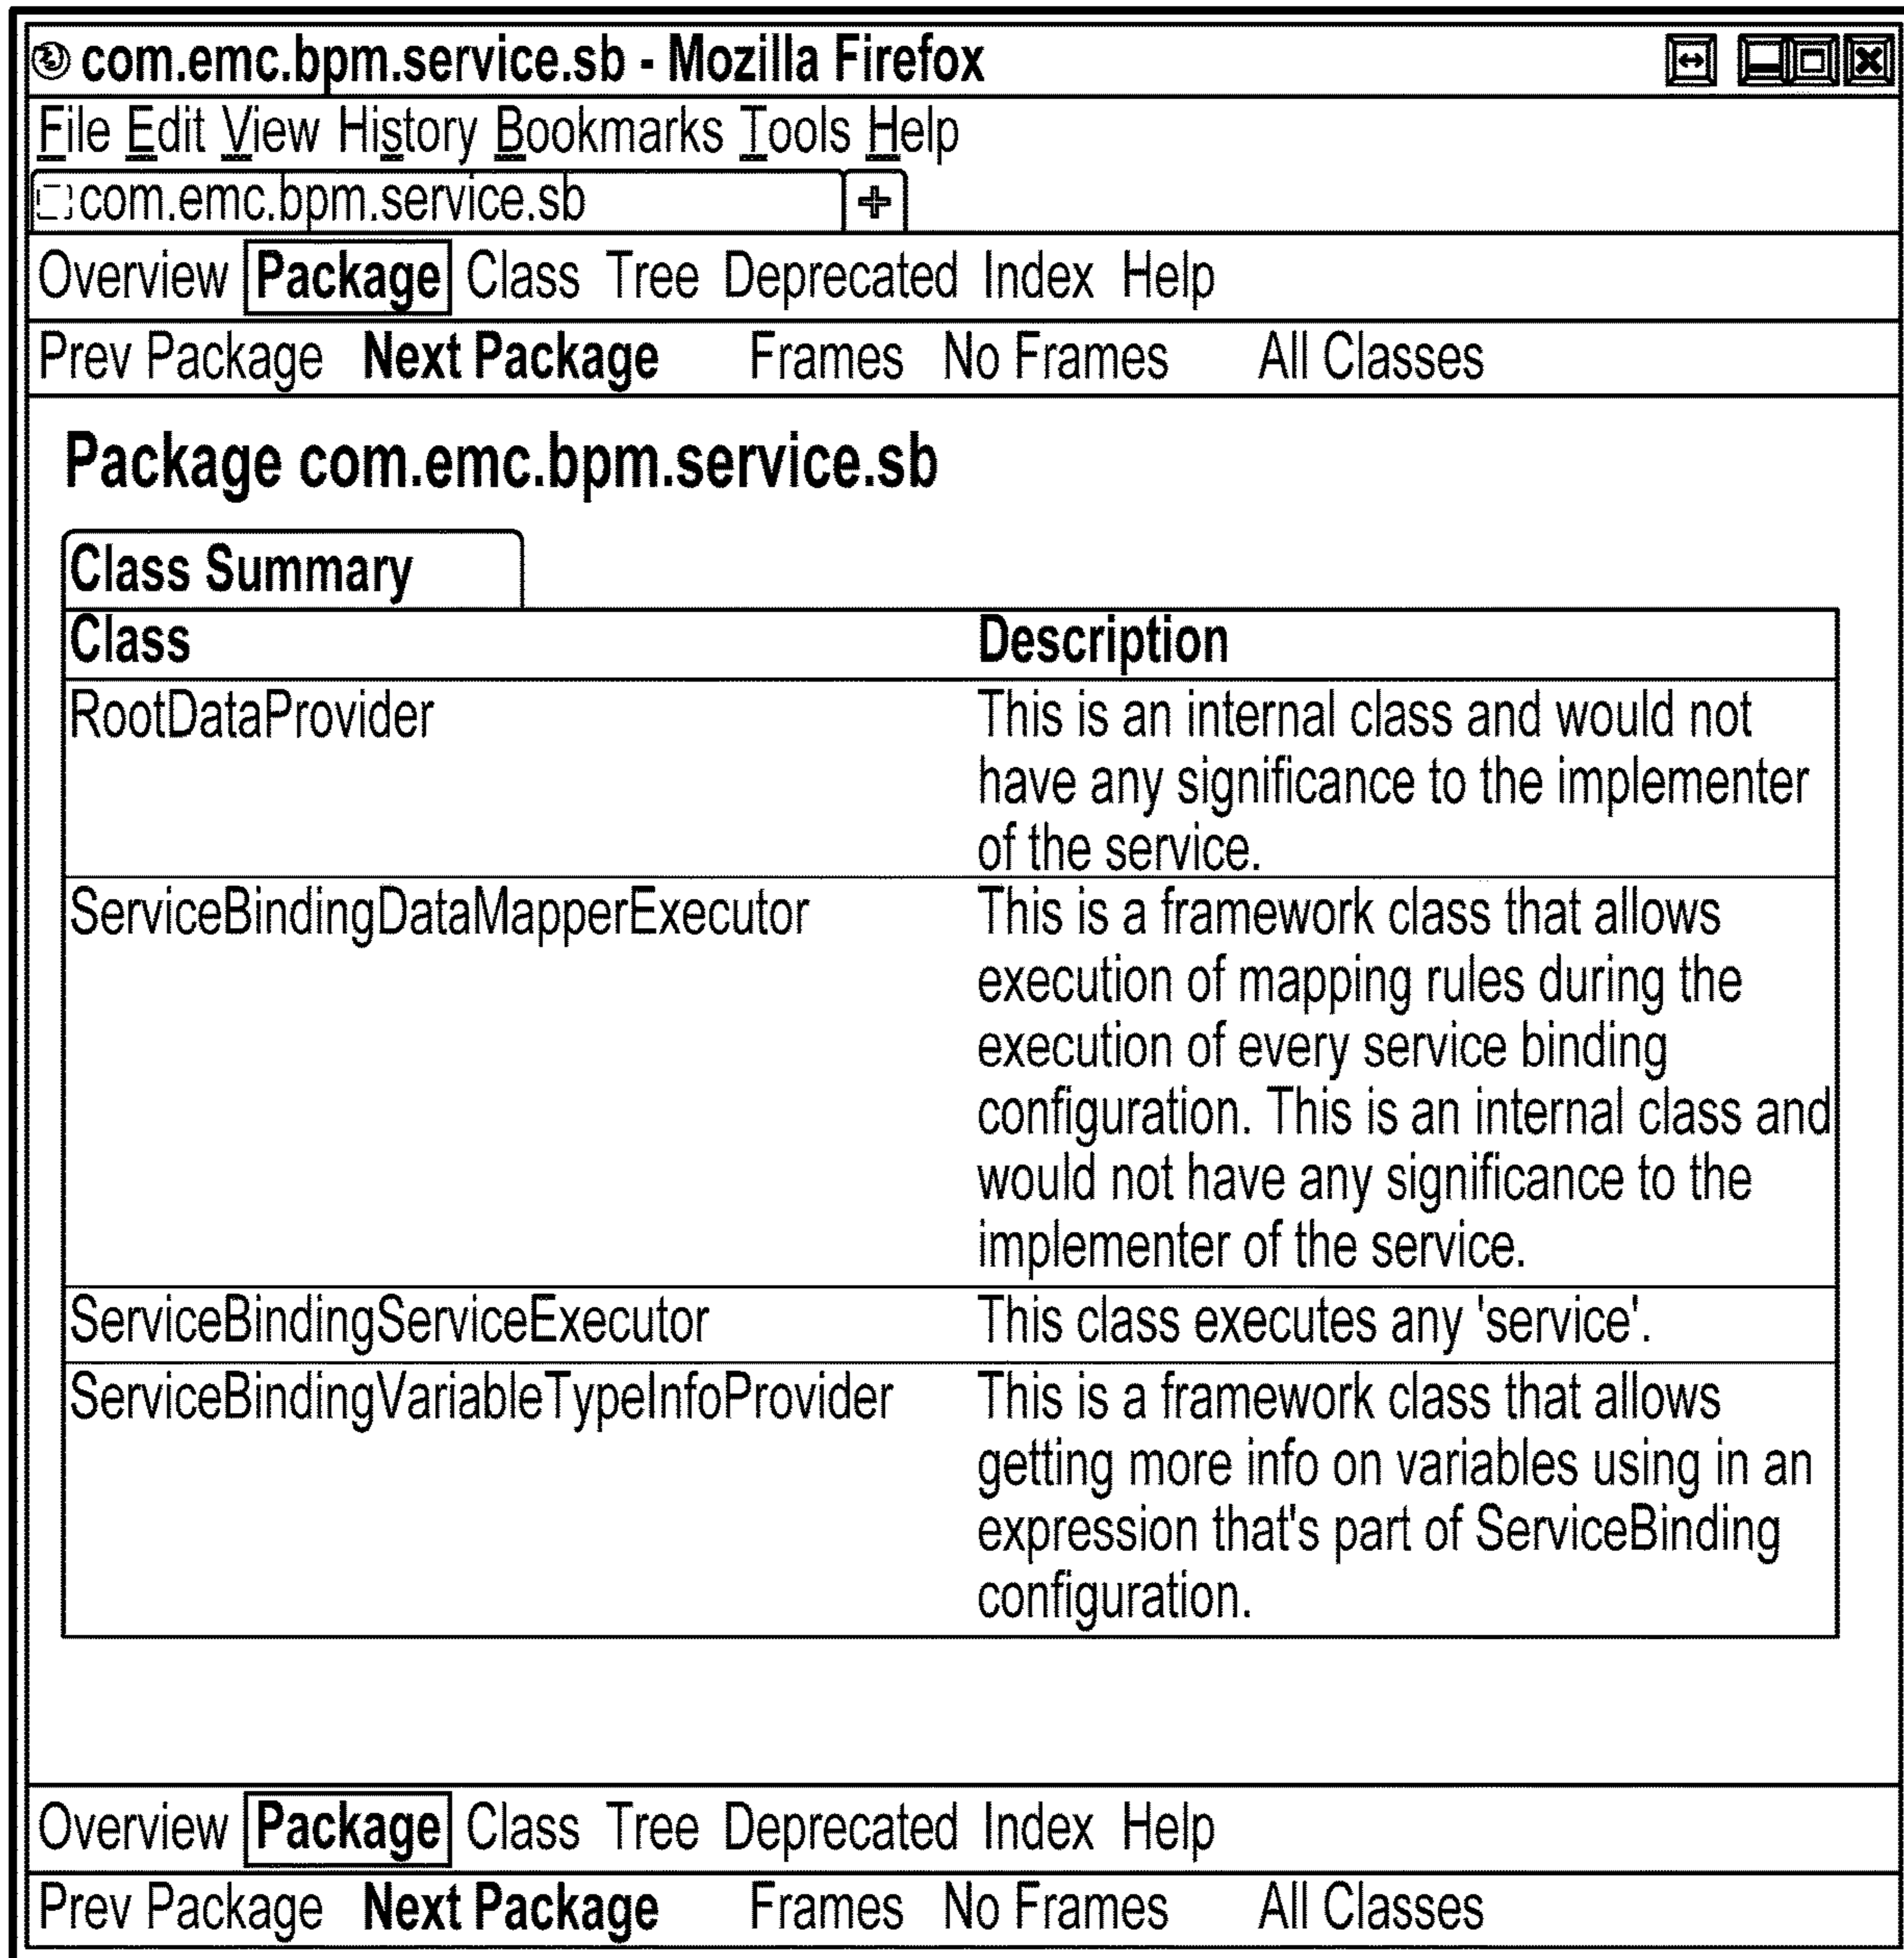 com.emc.bpm.service.sb - Mozilla Firefox
File Edit View History Bookmarks Tools Help
com.emc.bpm.service.sb
Overview Package Class Tree Deprecated Index Help
Prev Package Next Package Frames No Frames All Classes
Package com.emc.bpm.service.sb
Class Summary
Class Description
RootDataProvider This is an internal class and would not
have any significance to the implementer
of the service.
ServiceBindingDataMapperExecutor This is a framework class that allows
execution of mapping rules during the
execution of every service binding
configuration. This is an internal class and
would not have any significance to the
implementer of the service.
ServiceBindingServiceExecutor This class executes any 'service'.
ServiceBindingVariableTypeInfoProvider This is a framework class that allows
getting more info on variables using in an
expression that's part of ServiceBinding
configuration.
Overview Package Class Tree Deprecated Index Help
Prev Package Next Package Frames No Frames All Classes